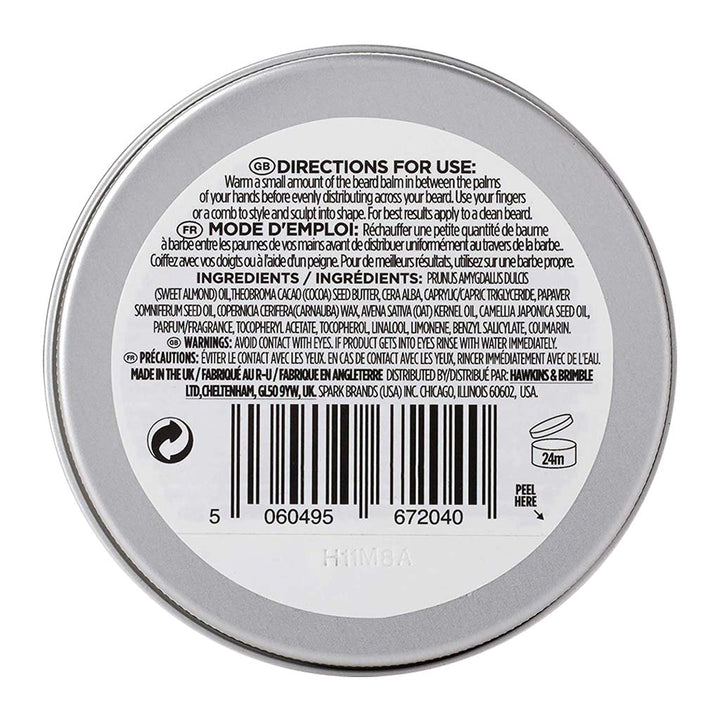 GB DIRECTIONS FOR USE:
Warm a small amount of the beard balm in between the palms
of your hands before evenly distributing across your beard. Use your fingers
or a comb to style and sculpt into shape. For best results apply to a clean beard.
FR MODE D'EMPLOI: Réchauffer une petite quantité de baume
à barbe entre les paumes de vos mains avant de distribuer uniformément au travers de la barbe..
Coiffez avec vos doigts ou à l'aide d'un peigne. Pour de meilleurs résultats, utilisez sur une barbe propre.
INGREDIENTS / INGRÉDIENTS: PRUNUS AMYGDALUS DULCIS
(SWEET ALMOND) OIL, THEOBROMA CACAO (COCOA) SEED BUTTER, CERA ALBA, CAPRYLIC/CAPRIC TRIGLYCERIDE, PAPAVER
SOMNIFERUM SEED OIL, COPERNICIA CERIFERA (CARNAUBA) WAX, AVENA SATIVA (OAT) KERNEL OIL, CAMELLIA JAPONICA SEED OIL,
PARFUM/FRAGRANCE, TOCOPHERYL ACETATE, TOCOPHEROL, LINALOOL, LIMONENE, BENZYL SALICYLATE, COUMARIN.
GB WARNINGS: AVOID CONTACT WITH EYES. IF PRODUCT GETS INTO EYES RINSE WITH WATER IMMEDIATELY.
FR PRÉCAUTIONS: ÉVITER LE CONTACT AVEC LES YEUX. EN CAS DE CONTACT AVEC LES YEUX, RINCER IMMÉDIATEMENT AVEC DE L'EAU.
MADE IN THE UK / FABRIQUÉ AU R-U / FABRIQUE EN ANGLETERRE DISTRIBUTED BY/DISTRIBUÉ PAR: HAWKINS & BRIMBLE
LTD, CHELTENHAM, GL50 9YW, UK. SPARK BRANDS (USA) INC. CHICAGO, ILLINOIS 60602, USA.
24m
PEEL
HERE
5 060495 672040
H11M8A